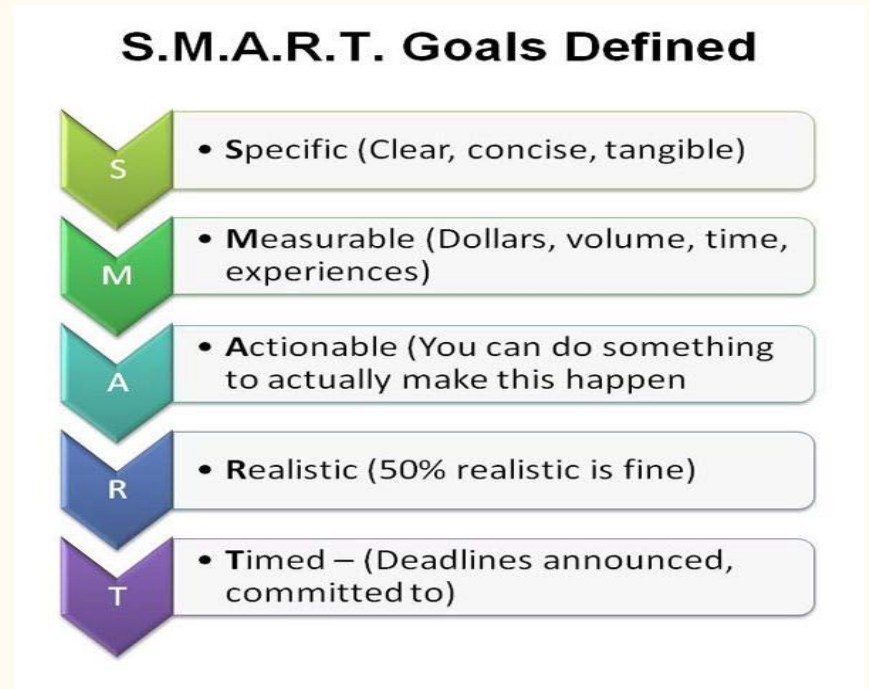 S.M.A.R.T. Goals Defined
S
• Specific (Clear, concise, tangible)
M
• Measurable (Dollars, volume, time,
experiences)
A
• Actionable (You can do something
to actually make this happen
R
• Realistic (50% realistic is fine)
T
• Timed – (Deadlines announced,
committed to)